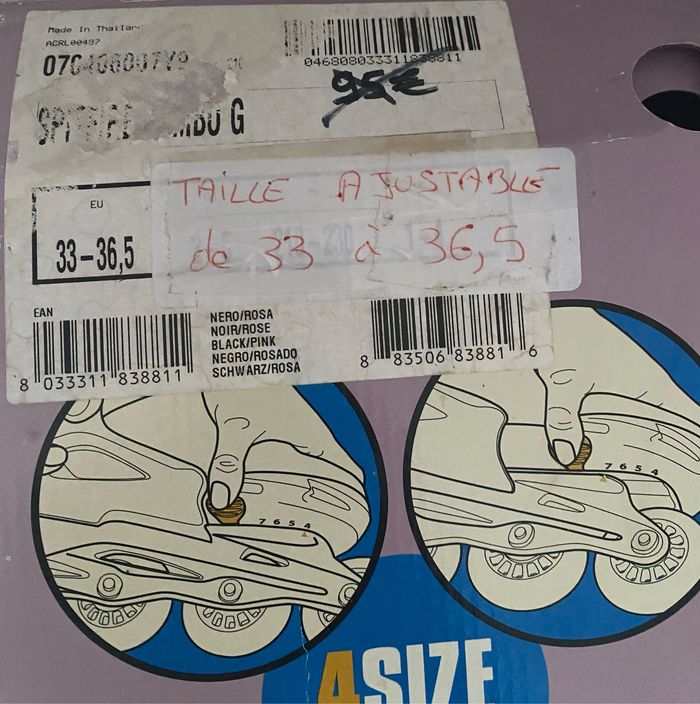 Made in Thailan
ACRL00497
046808033311838811
95€
G
EU
33-36,5
TAILLE AJUSTABLE
de 33 à 36,5
EAN
8 033311 838811
NERO/ROSA
NOIR/ROSE
BLACK/PINK
NEGRO/ROSADO
SCHWARZ/ROSA
8 83506 83881 6
7 6 5 4
7 6 5 4
4SIZE